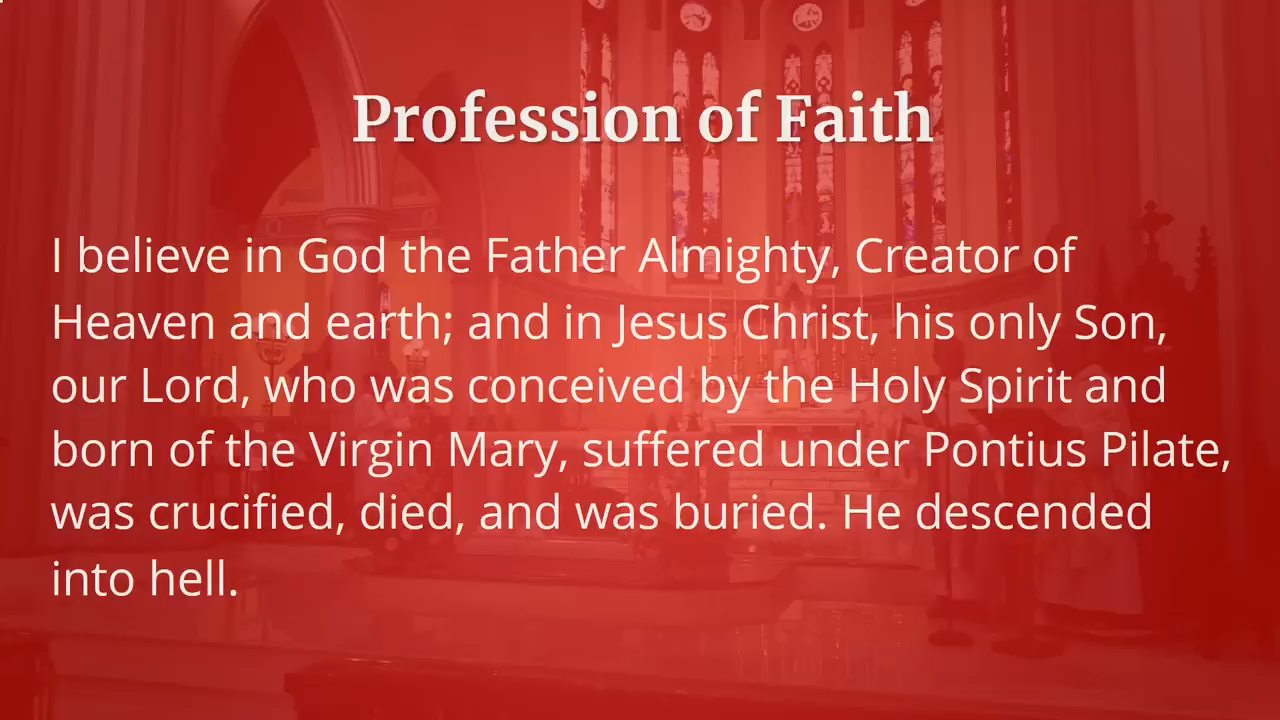 Profession of Faith
I believe in God the Father Almighty, Creator of
Heaven and earth; and in Jesus Christ, his only Son,
our Lord, who was conceived by the Holy Spirit and
born of the Virgin Mary, suffered under Pontius Pilate,
was crucified, died, and was buried. He descended
into hell.